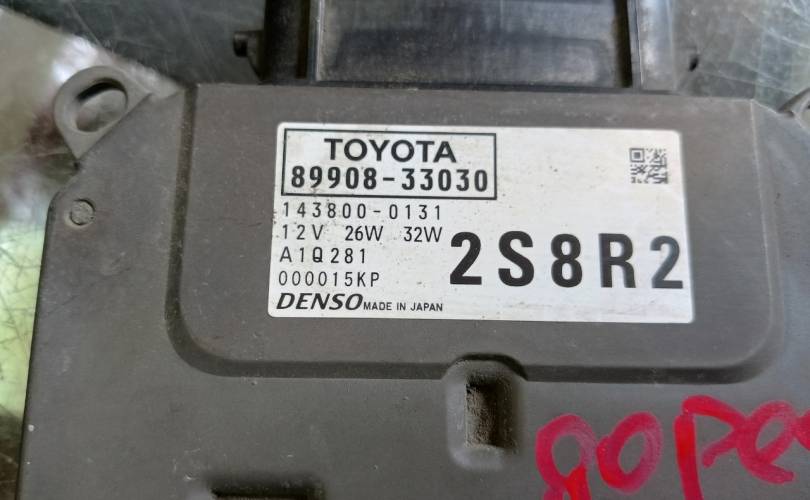 TOYOTA
89908-33030
143800-0131
12V 26W 32W
A1Q281
2S8R2
000015KP
DENSO MADE IN JAPAN